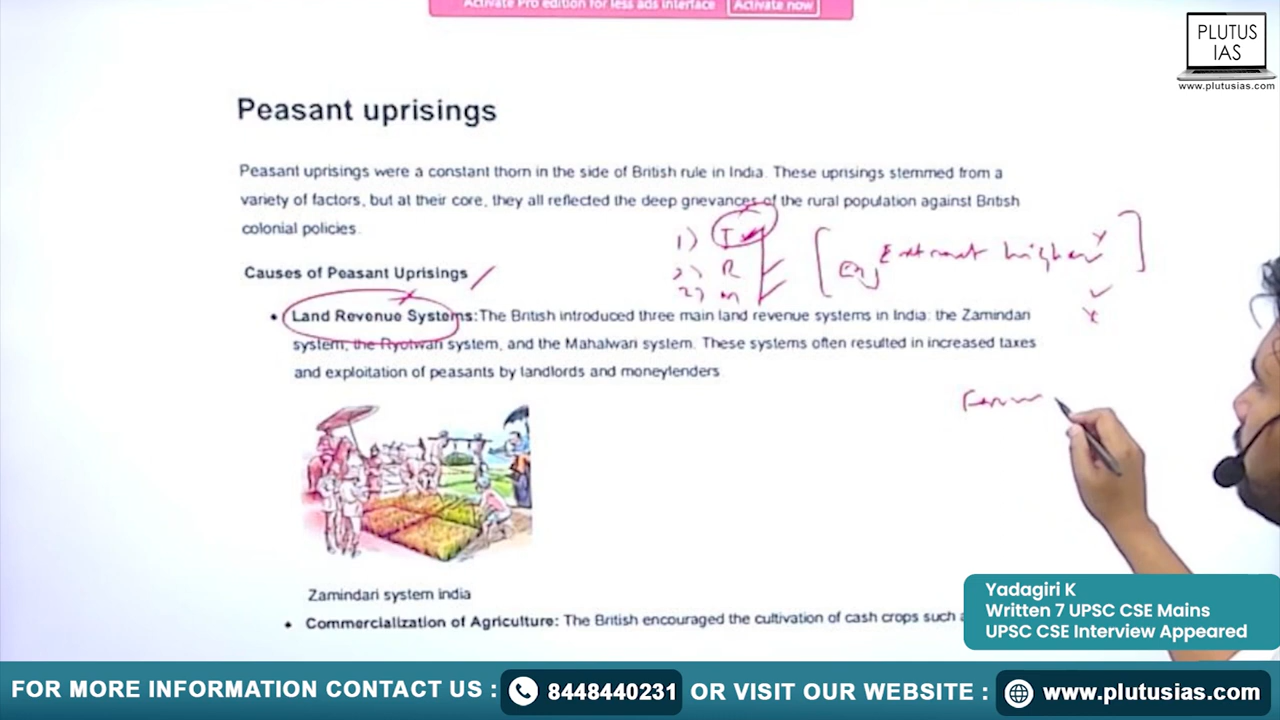 Activate Pro edition for less ads interface Activate now
PLUTUS
IAS
www.plutusias.com
Peasant uprisings
Peasant uprisings were a constant thorn in the side of British rule in India. These uprisings stemmed from a
variety of factors, but at their core, they all reflected the deep grievances of the rural population against British
colonial policies.
1)
2) R
Extract higher
Causes of Peasant Uprisings
m
• Land Revenue Systems: The British introduced three main land revenue systems in India: the Zamindari
system, the Ryotwari system, and the Mahalwari system. These systems often resulted in increased taxes
and exploitation of peasants by landlords and moneylenders
Zamindari system india
• Commercialization of Agriculture: The British encouraged the cultivation of cash crops such
Yadagiri K
Written 7 UPSC CSE Mains
UPSC CSE Interview Appeared
FOR MORE INFORMATION CONTACT US : 8448440231 OR VISIT OUR WEBSITE : www.plutusias.com